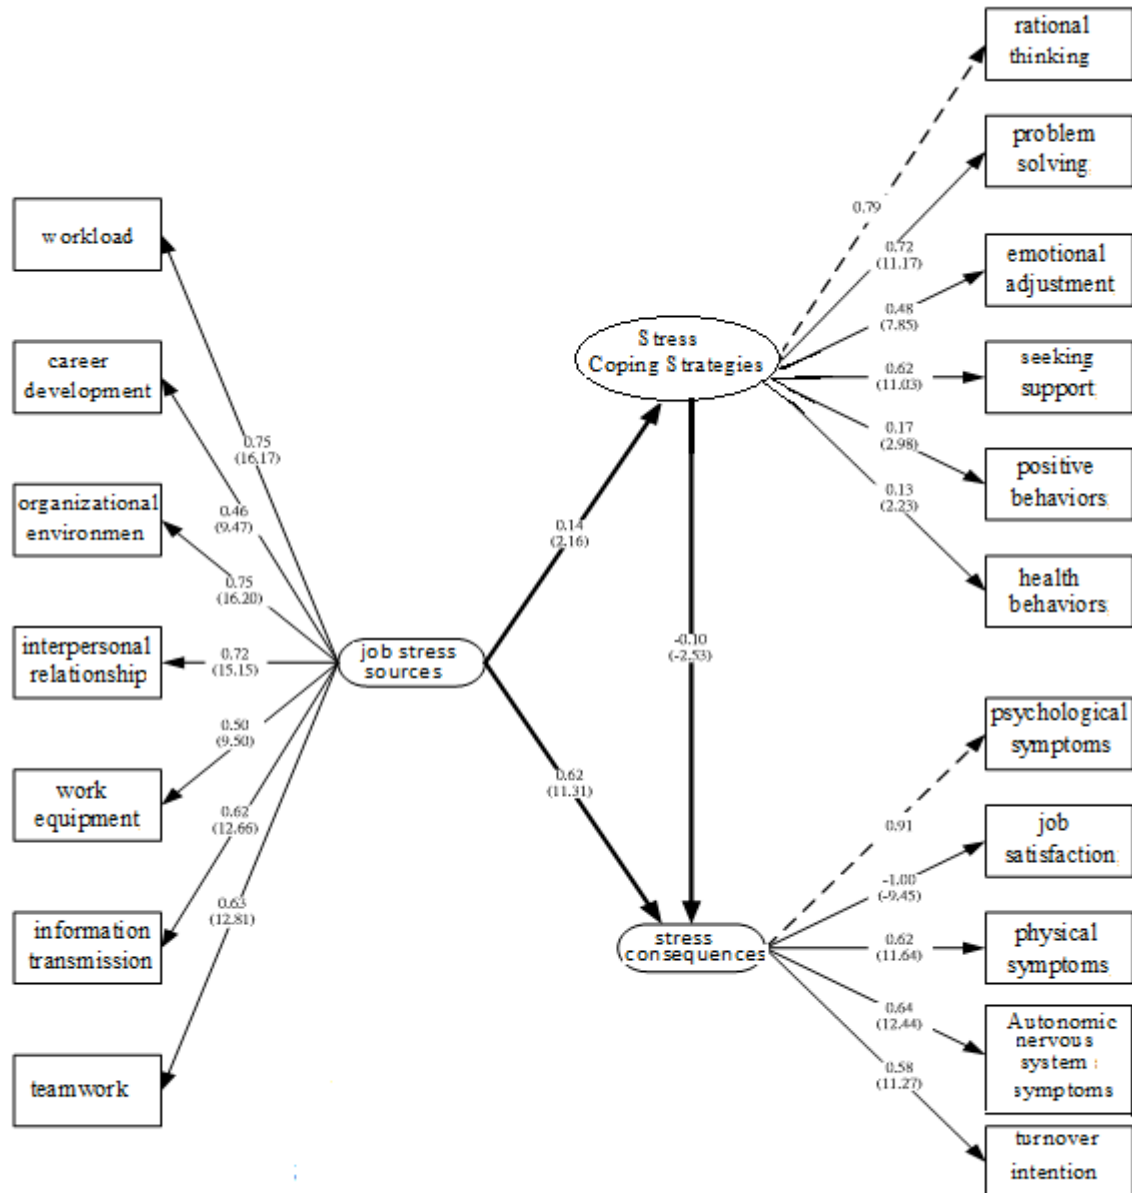 rational
thinking
problem
solving
emotional
adjustment
seeking
support
positive
behaviors
health
behaviors
0.79
0.72
(11.17)
0.48
(7.85)
0.62
(11.03)
0.17
(2.98)
0.13
(2.23)
Stress
Coping Strategies
workload
career
development
organizational
environmen
interpersonal
relationship
work
equipment
information
transmission
teamwork
0.75
(16.17)
0.46
(9.47)
0.75
(16.20)
0.72
(15.15)
0.50
(9.50)
0.62
(12.66)
0.63
(12.81)
job stress
sources
0.14
(2.16)
-0.10
(-2.53)
0.62
(11.31)
stress
consequences
0.91
-1.00
(-9.45)
0.62
(11.64)
0.64
(12.44)
0.58
(11.27)
psychological
symptoms
job
satisfaction
physical
symptoms
Autonomic
nervous
system
symptoms
turnover
intention